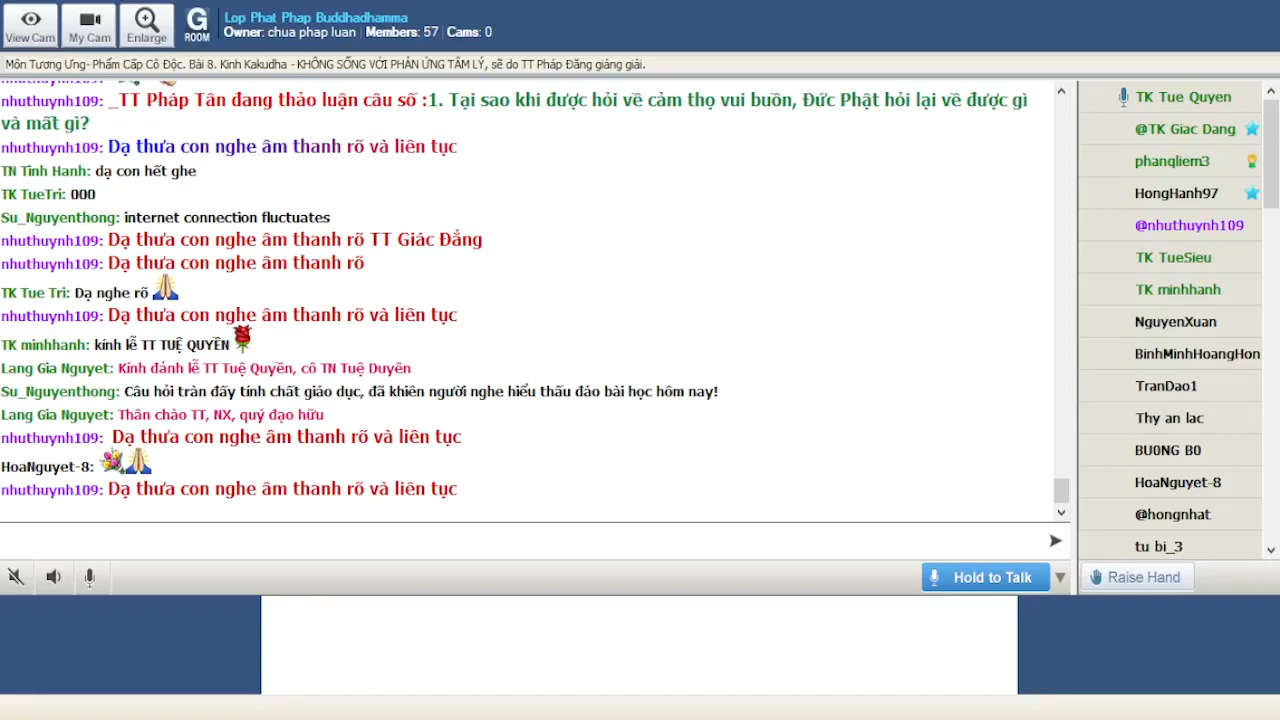 View Cam
My Cam
Enlarge
G
ROOM
Lop Phat Phap Buddhadhamma
Owner: chua phap luan | Members: 57 | Cams: 0
Môn Tương Ưng- Phẩm Cấp Cô Độc. Bài 8. Kinh Kakudha - KHÔNG SỐNG VỚI PHẢN ỨNG TÂM LÝ, sẽ do TT Pháp Đăng giảng giải.
nhuthuynh109: _TT Pháp Tân đang thảo luận câu số :1. Tại sao khi được hỏi về cảm thọ vui buồn, Đức Phật hỏi lại về được gì
và mất gì?
nhuthuynh109: Dạ thưa con nghe âm thanh rõ và liên tục
TN Tinh Hanh: dạ con hết ghe
TK TueTri: 000
Su_Nguyenthong: internet connection fluctuates
nhuthuynh109: Dạ thưa con nghe âm thanh rõ TT Giác Đẳng
nhuthuynh109: Dạ thưa con nghe âm thanh rõ
TK Tue Tri: Dạ nghe rõ
nhuthuynh109: Dạ thưa con nghe âm thanh rõ và liên tục
TK minhhanh: kính lễ TT TUỆ QUYỀN
Lang Gia Nguyet: Kính đảnh lễ TT Tuệ Quyền, cô TN Tuệ Duyên
Su_Nguyenthong: Câu hỏi tràn đấy tính chất giáo dục, đã khiên người nghe hiểu thấu đáo bài học hôm nay!
Lang Gia Nguyet: Thân chào TT, NX, quý đạo hữu
nhuthuynh109: Dạ thưa con nghe âm thanh rõ và liên tục
HoaNguyet-8:
nhuthuynh109: Dạ thưa con nghe âm thanh rõ và liên tục
TK Tue Quyen
@TK Giac Dang
phanqliem3
HongHanh97
@nhuthuynh109
TK TueSieu
TK minhhanh
NguyenXuan
BinhMinhHoangHon
TranDao1
Thy an lac
BU0NG B0
HoaNguyet-8
@hongnhat
tu bi_3
Hold to Talk
Raise Hand